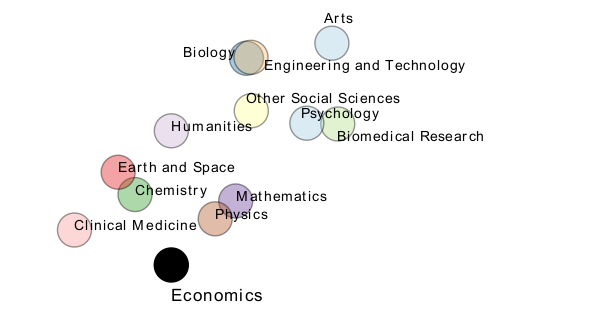 Arts
Biology
Engineering and Technology
Other Social Sciences
Psychology
Humanities
Biomedical Research
Earth and Space
Chemistry
Mathematics
Physics
Clinical Medicine
Economics